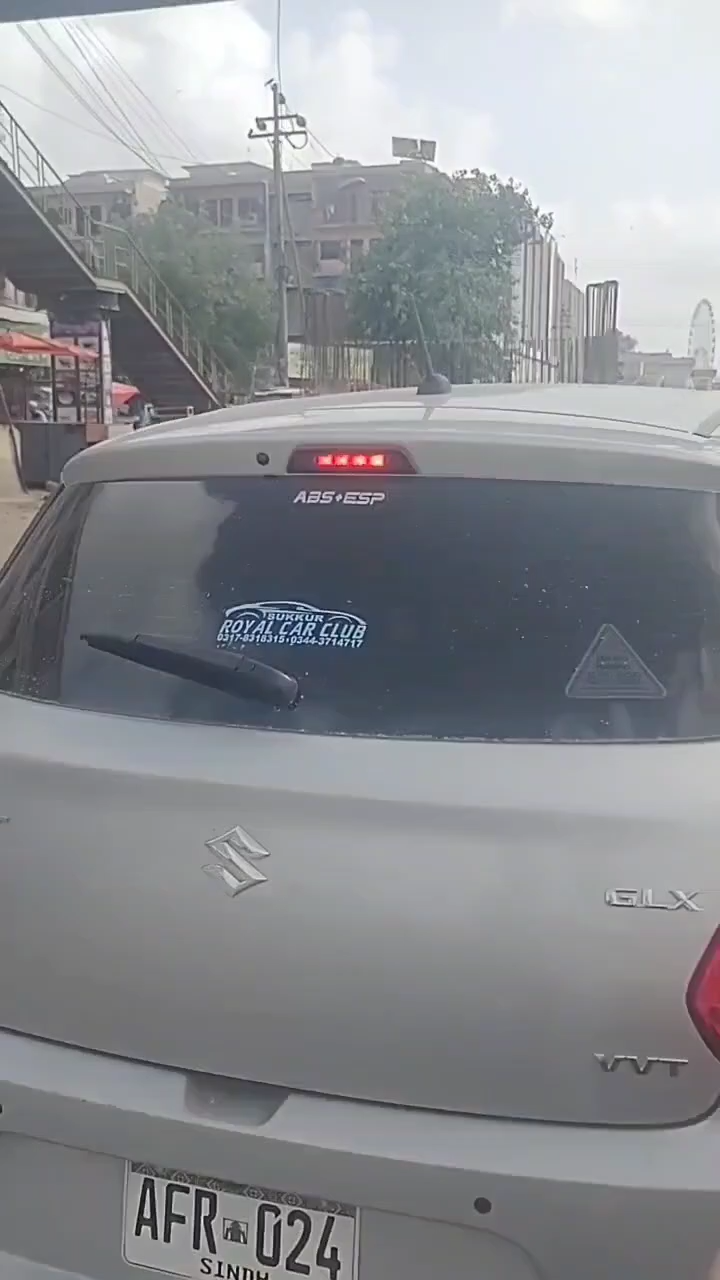 ABS+ESP
SUKKUR
ROYAL CAR CLUB
0317-8318315 0344-3714717
GLX
VVT
AFR 024
SINDH